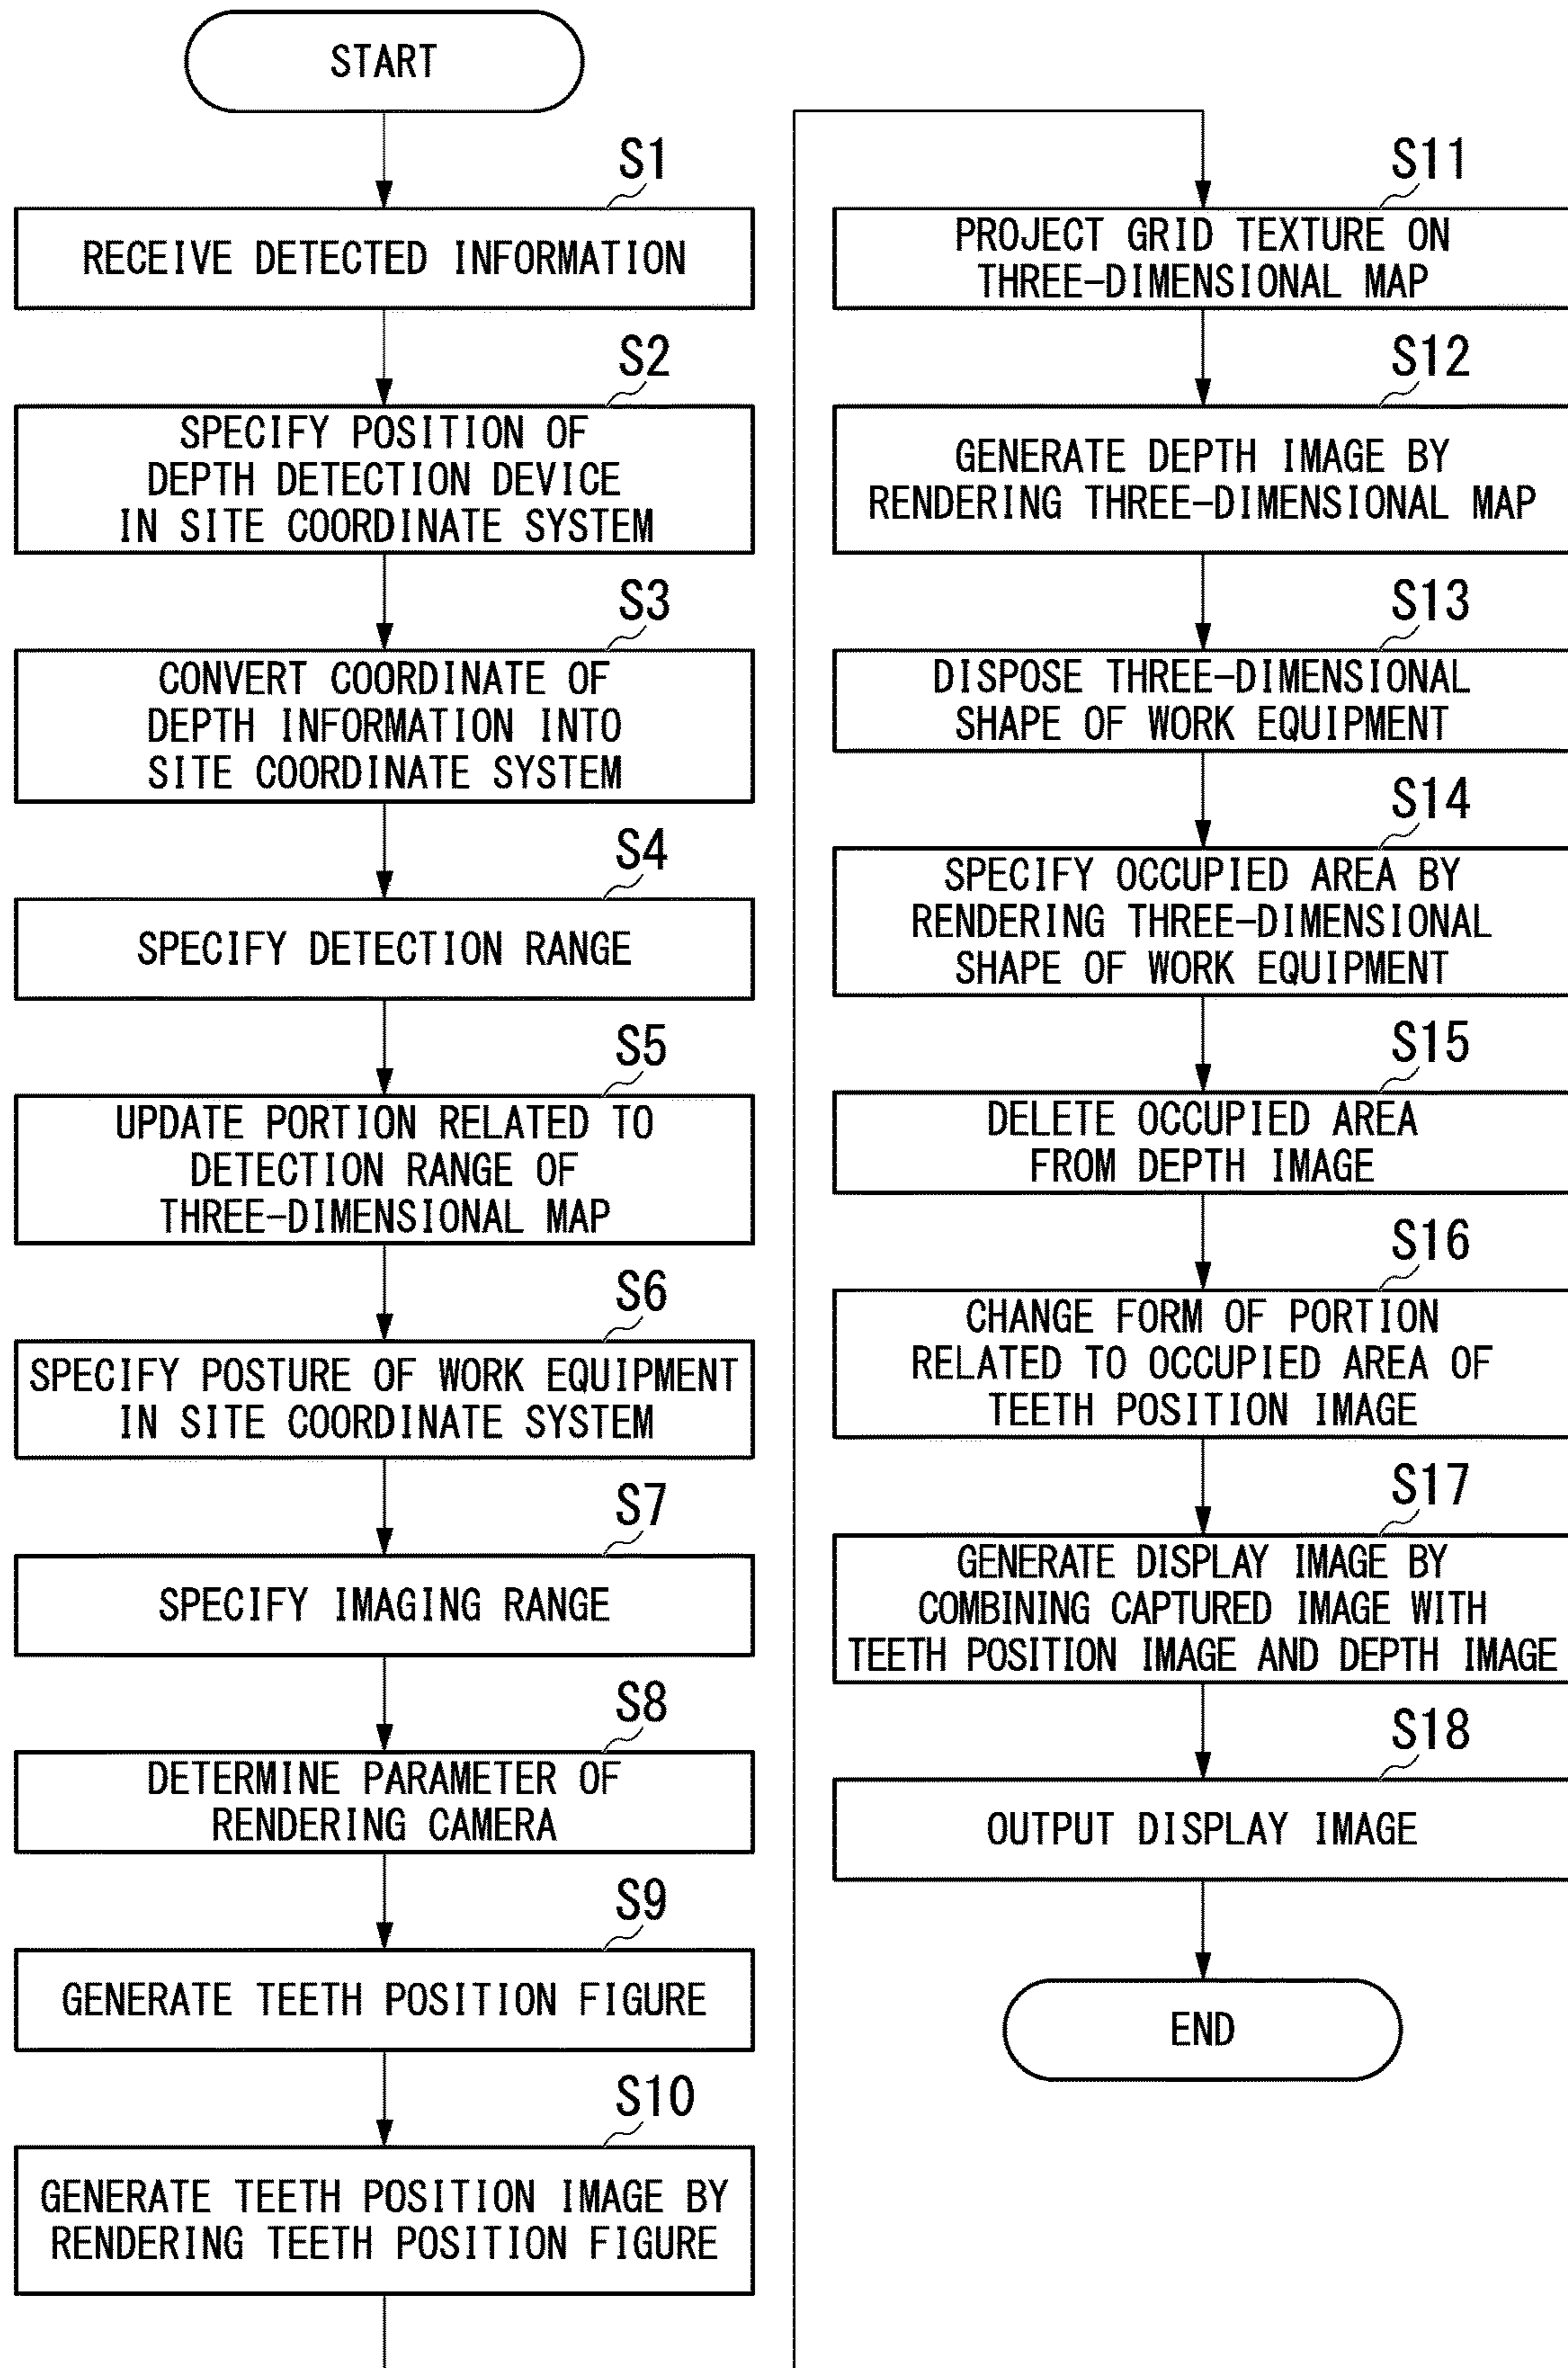 START
S1
RECEIVE DETECTED INFORMATION
S2
SPECIFY POSITION OF
DEPTH DETECTION DEVICE
IN SITE COORDINATE SYSTEM
S3
CONVERT COORDINATE OF
DEPTH INFORMATION INTO
SITE COORDINATE SYSTEM
S4
SPECIFY DETECTION RANGE
S5
UPDATE PORTION RELATED TO
DETECTION RANGE OF
THREE-DIMENSIONAL MAP
S6
SPECIFY POSTURE OF WORK EQUIPMENT
IN SITE COORDINATE SYSTEM
S7
SPECIFY IMAGING RANGE
S8
DETERMINE PARAMETER OF
RENDERING CAMERA
S9
GENERATE TEETH POSITION FIGURE
S10
GENERATE TEETH POSITION IMAGE BY
RENDERING TEETH POSITION FIGURE
S11
PROJECT GRID TEXTURE ON
THREE-DIMENSIONAL MAP
S12
GENERATE DEPTH IMAGE BY
RENDERING THREE-DIMENSIONAL MAP
S13
DISPOSE THREE-DIMENSIONAL
SHAPE OF WORK EQUIPMENT
S14
SPECIFY OCCUPIED AREA BY
RENDERING THREE-DIMENSIONAL
SHAPE OF WORK EQUIPMENT
S15
DELETE OCCUPIED AREA
FROM DEPTH IMAGE
S16
CHANGE FORM OF PORTION
RELATED TO OCCUPIED AREA OF
TEETH POSITION IMAGE
S17
GENERATE DISPLAY IMAGE BY
COMBINING CAPTURED IMAGE WITH
TEETH POSITION IMAGE AND DEPTH IMAGE
S18
OUTPUT DISPLAY IMAGE
END